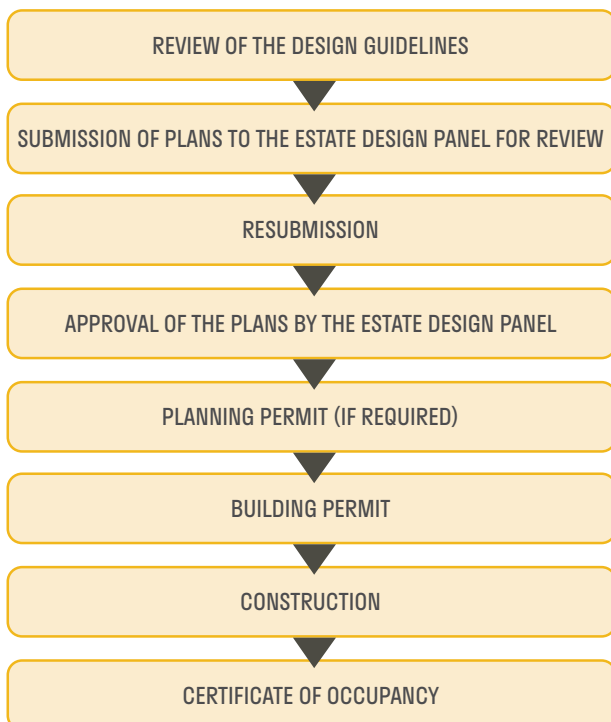 REVIEW OF THE DESIGN GUIDELINES
SUBMISSION OF PLANS TO THE ESTATE DESIGN PANEL FOR REVIEW
RESUBMISSION
APPROVAL OF THE PLANS BY THE ESTATE DESIGN PANEL
PLANNING PERMIT (IF REQUIRED)
BUILDING PERMIT
CONSTRUCTION
CERTIFICATE OF OCCUPANCY